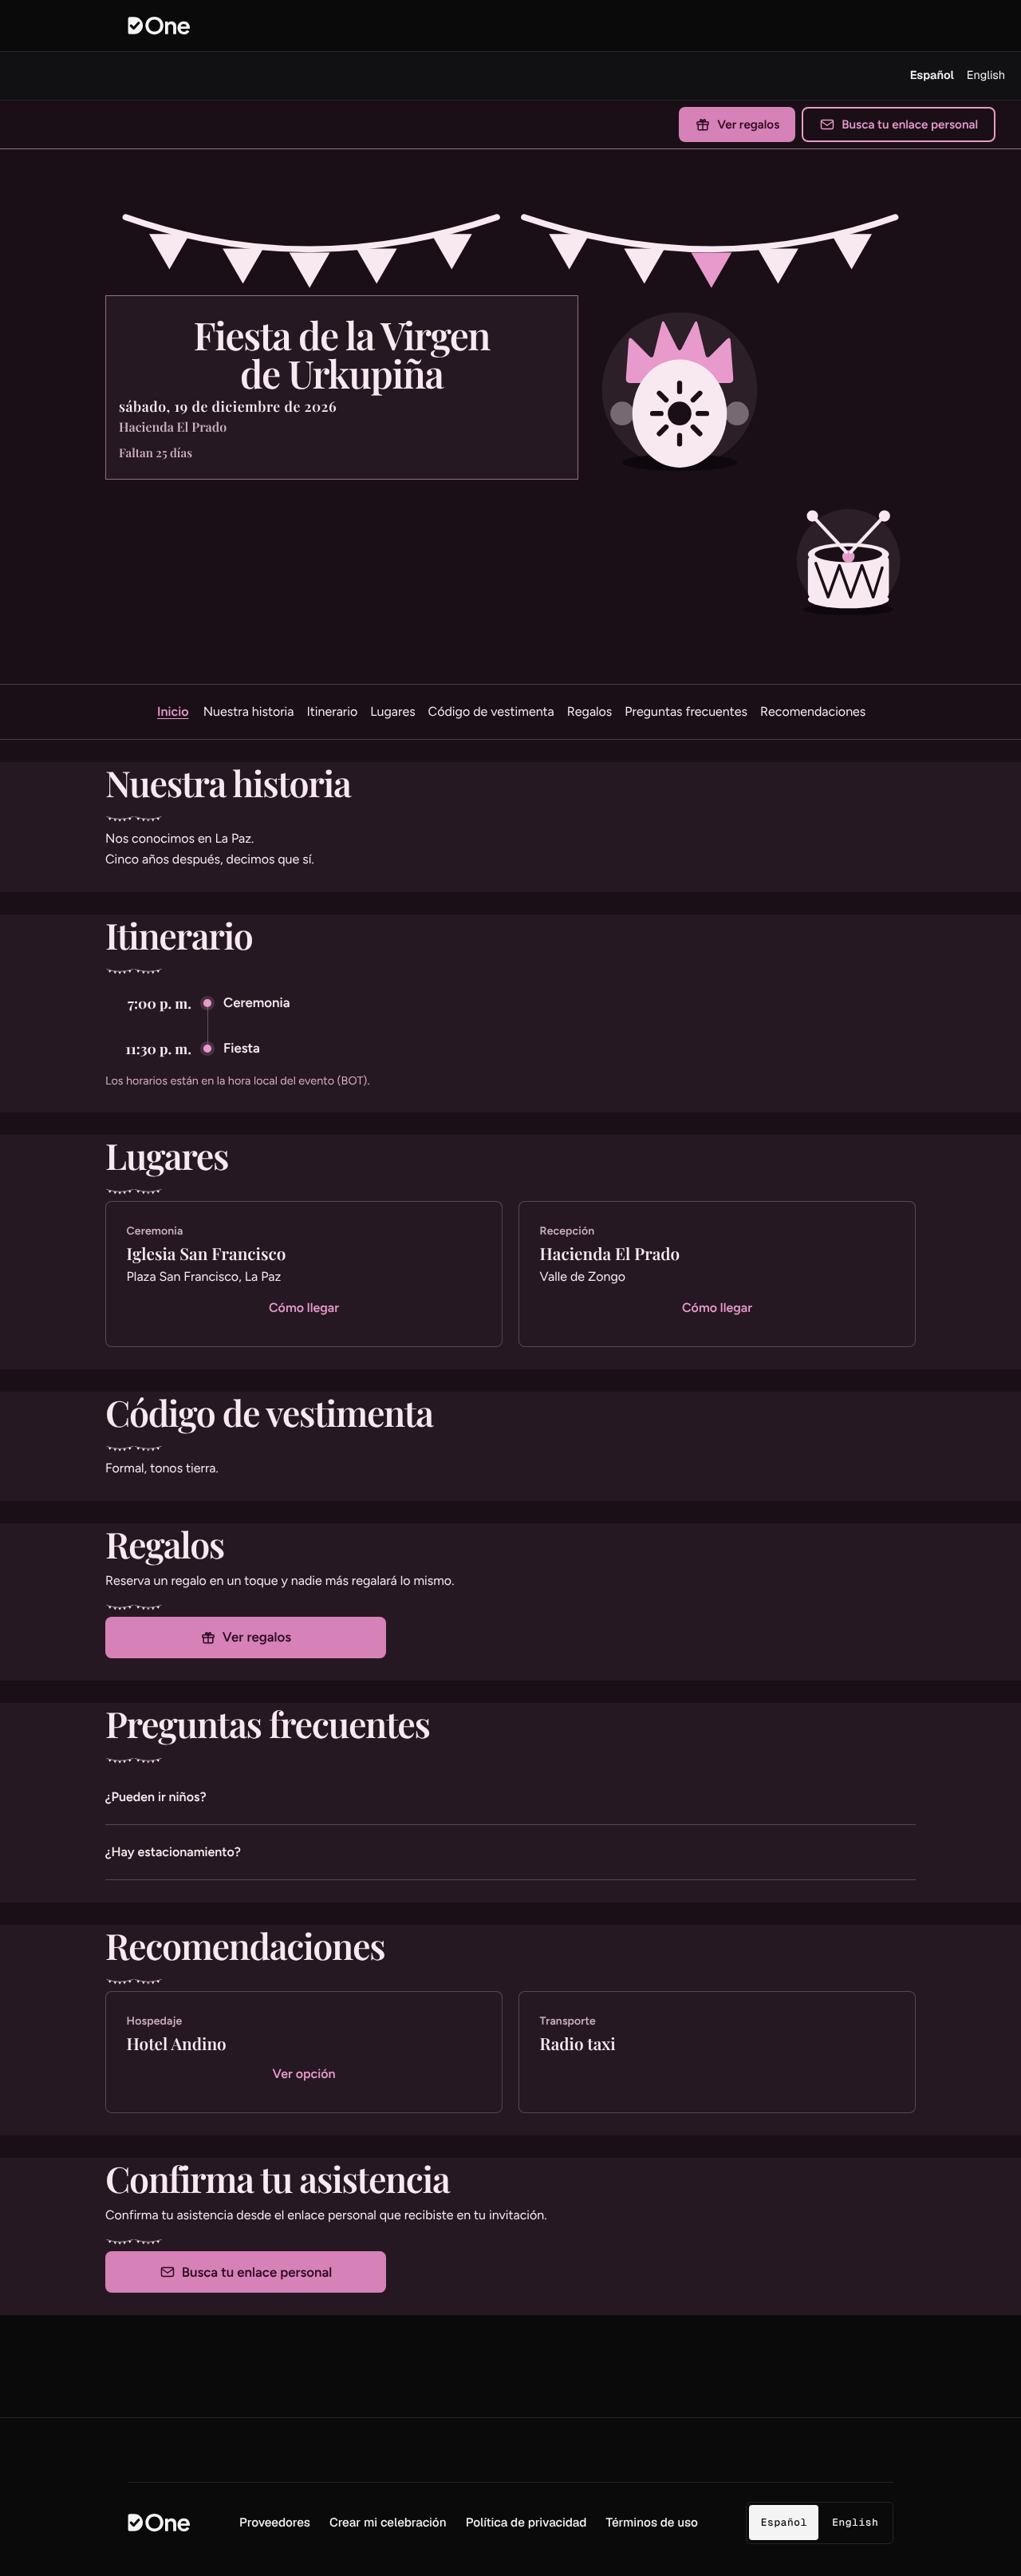 One
Español English
Ver regalos Busca tu enlace personal
Fiesta de la Virgen
de Urkupiña
sábado, 19 de diciembre de 2026
Hacienda El Prado
Faltan 25 días
Inicio Nuestra historia Itinerario Lugares Código de vestimenta Regalos Preguntas frecuentes Recomendaciones
Nuestra historia
Nos conocimos en La Paz.
Cinco años después, decimos que sí.
Itinerario
7:00 p. m. Ceremonia
11:30 p. m. Fiesta
Los horarios están en la hora local del evento (BOT).
Lugares
Ceremonia
Iglesia San Francisco
Plaza San Francisco, La Paz
Cómo llegar
Recepción
Hacienda El Prado
Valle de Zongo
Cómo llegar
Código de vestimenta
Formal, tonos tierra.
Regalos
Reserva un regalo en un toque y nadie más regalará lo mismo.
Ver regalos
Preguntas frecuentes
¿Pueden ir niños?
¿Hay estacionamiento?
Recomendaciones
Hospedaje
Hotel Andino
Ver opción
Transporte
Radio taxi
Confirma tu asistencia
Confirma tu asistencia desde el enlace personal que recibiste en tu invitación.
Busca tu enlace personal
One
Proveedores Crear mi celebración Política de privacidad Términos de uso
Español English